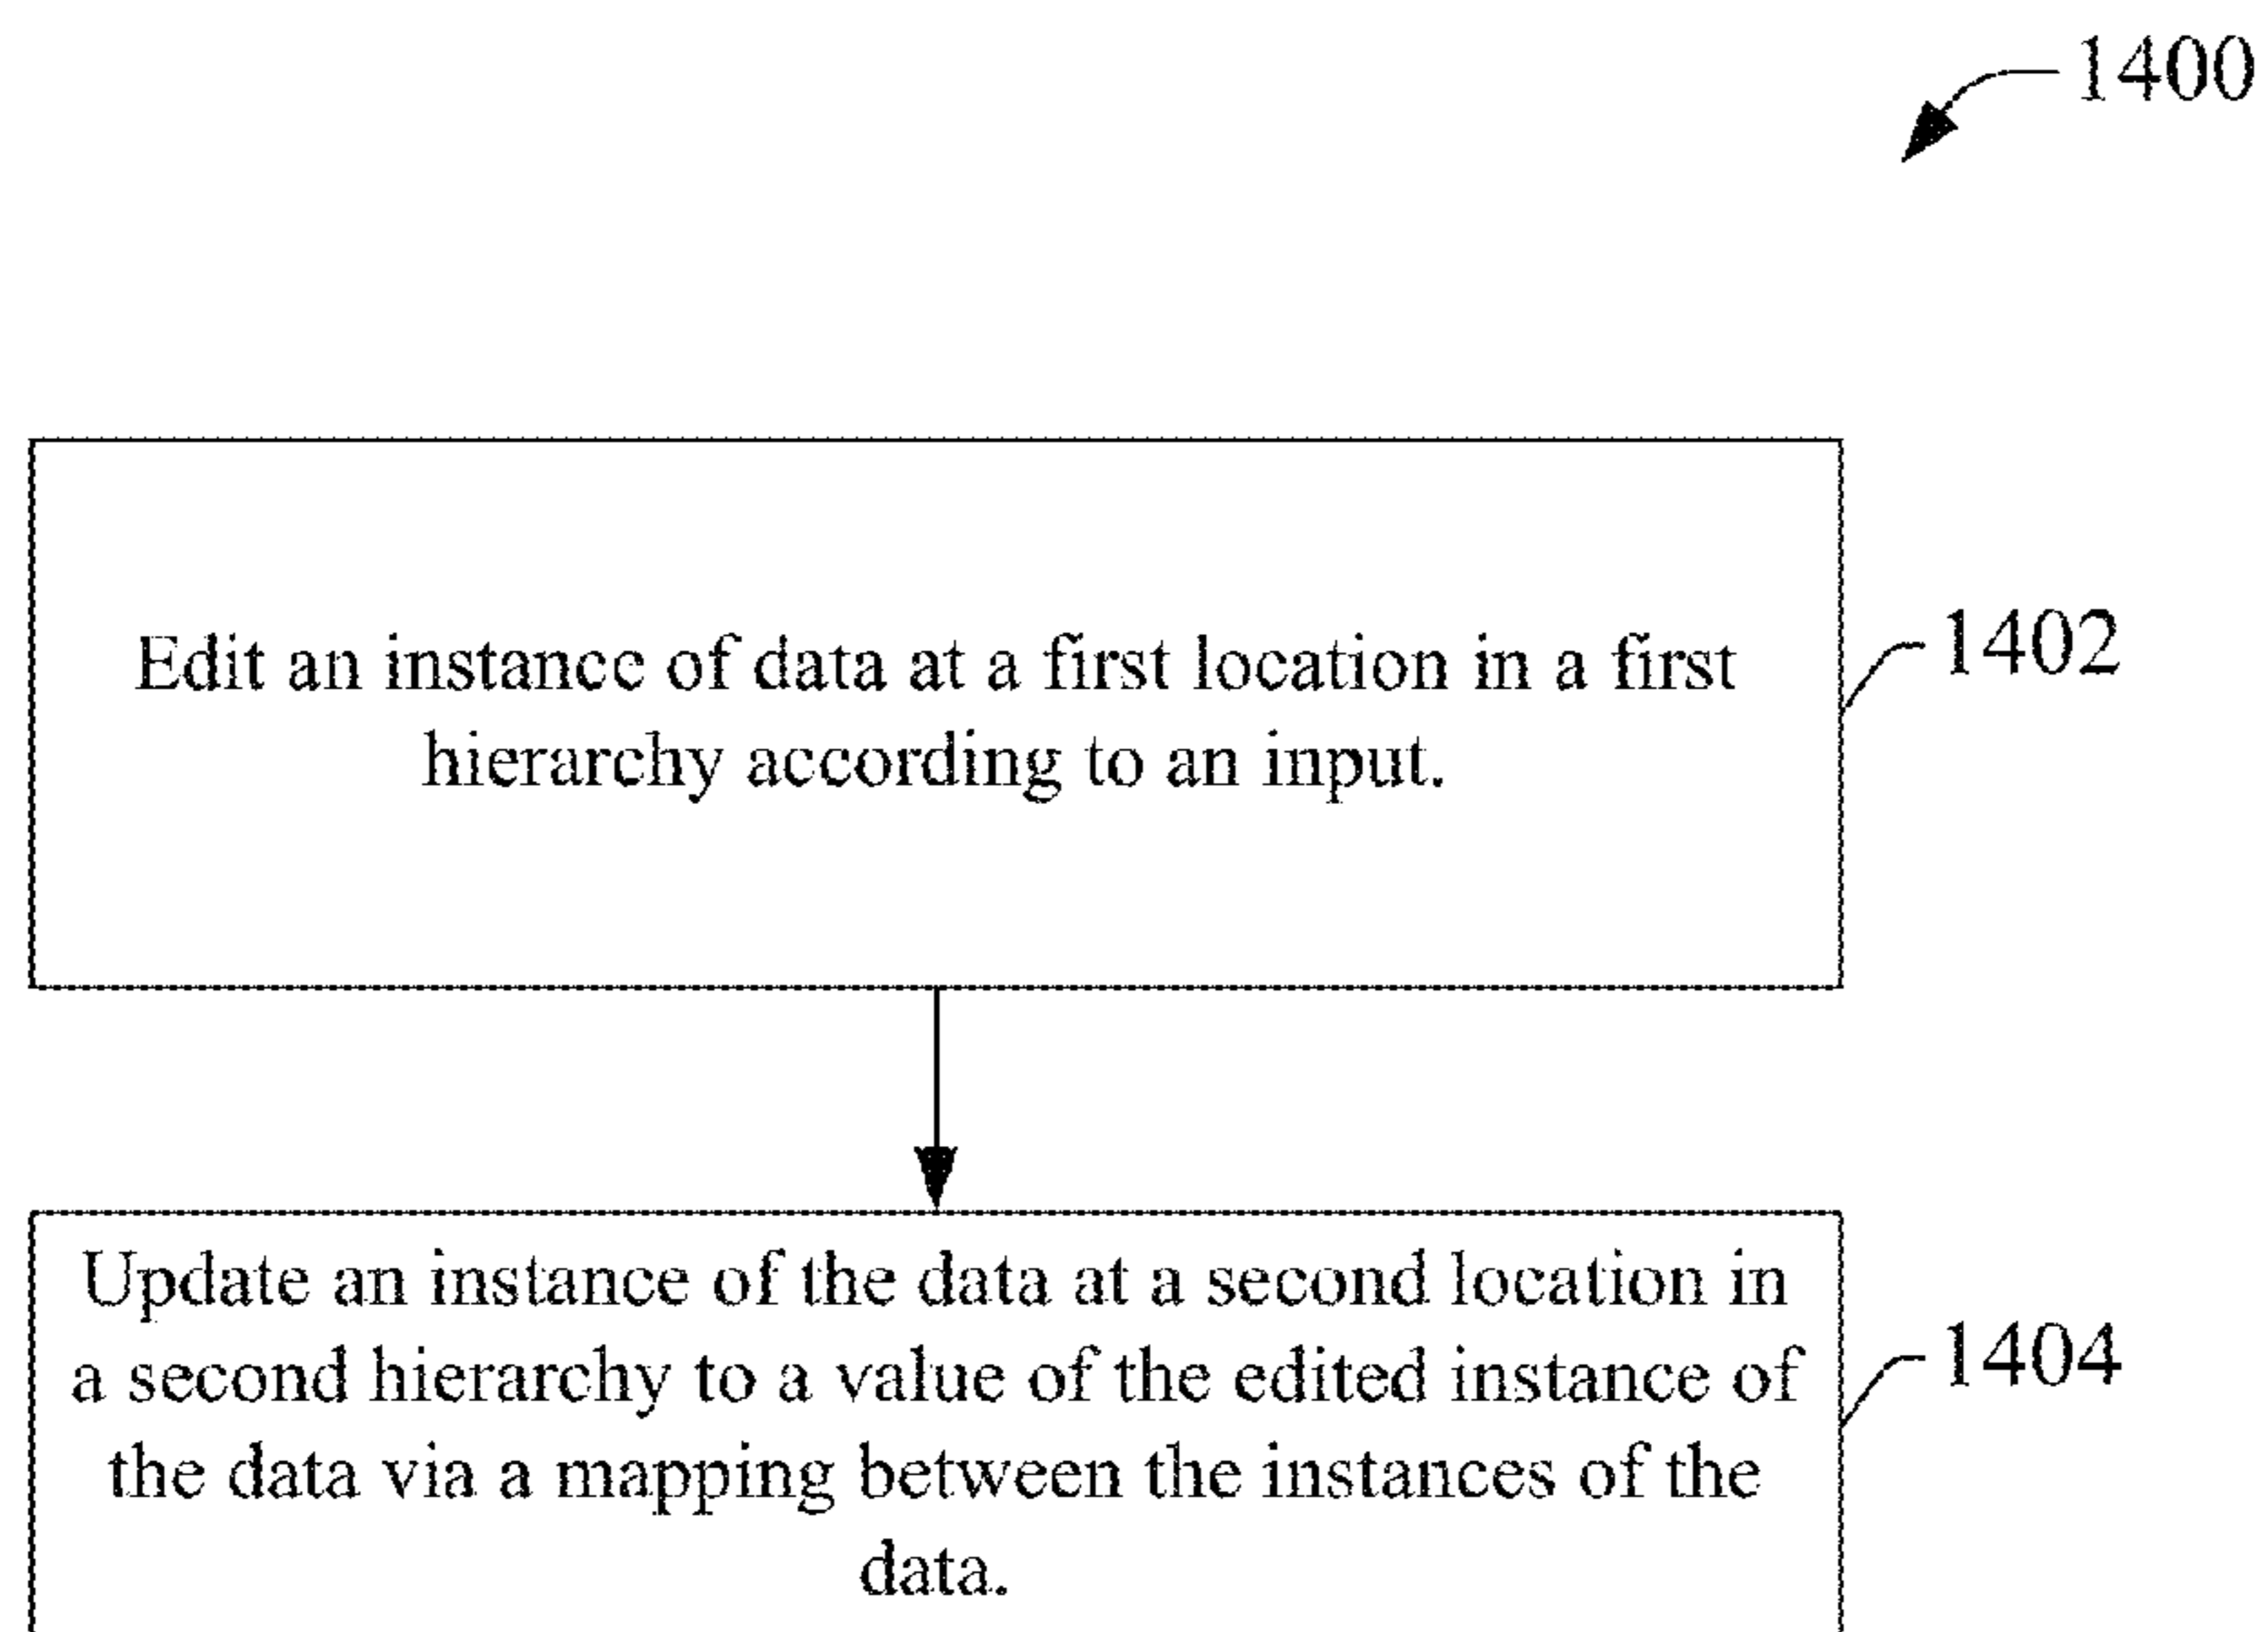 1400
Edit an instance of data at a first location in a first
hierarchy according to an input.
1402
Update an instance of the data at a second location in
a second hierarchy to a value of the edited instance of
the data via a mapping between the instances of the
data.
1404